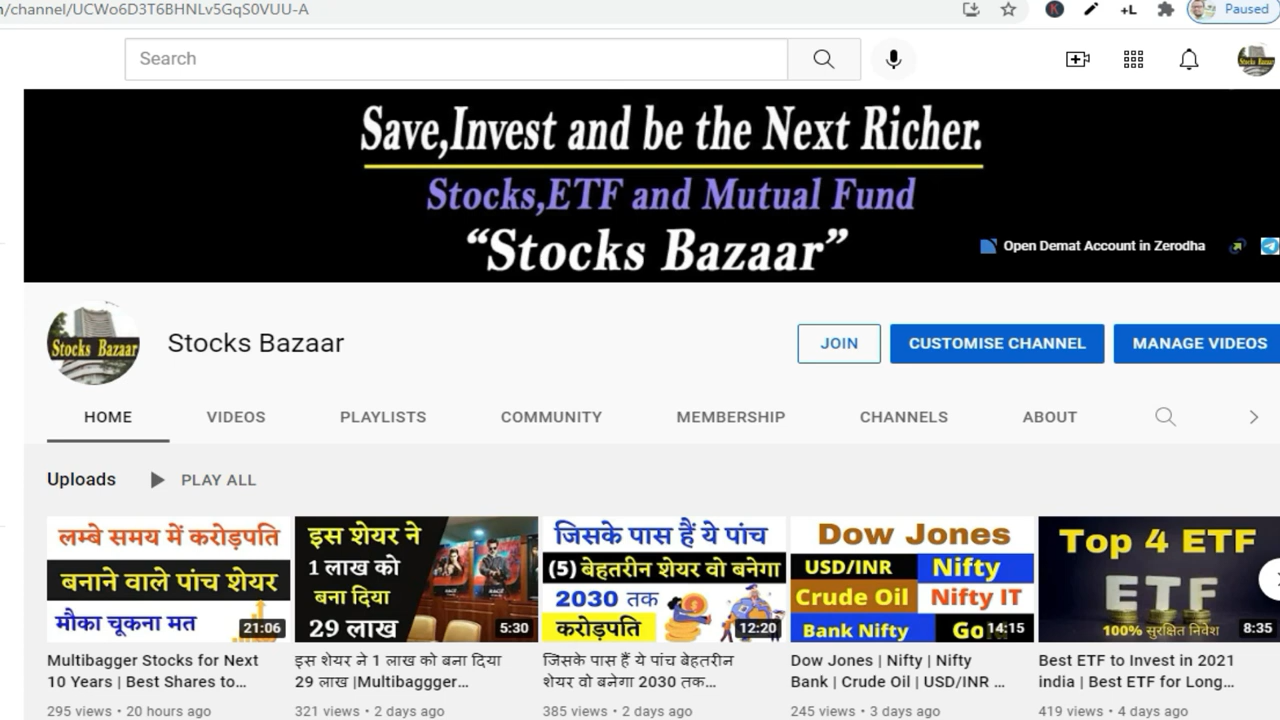 /channel/UCWo6D3T6BHNLv5GqS0VUU-A
Paused
Search
Save,Invest and be the Next Richer.
Stocks,ETF and Mutual Fund
“Stocks Bazaar”
Open Demat Account in Zerodha
Stocks Bazaar
Stocks Bazaar
JOIN
CUSTOMISE CHANNEL
MANAGE VIDEOS
HOME
VIDEOS
PLAYLISTS
COMMUNITY
MEMBERSHIP
CHANNELS
ABOUT
Uploads
PLAY ALL
लम्बे समय में करोड़पति
बनाने वाले पांच शेयर
मौका चूकना मत
21:06
Multibagger Stocks for Next
10 Years | Best Shares to...
295 views • 20 hours ago
इस शेयर ने
1 लाख को
बना दिया
29 लाख
5:30
इस शेयर ने 1 लाख को बना दिया
29 लाख |Multibaggger...
321 views • 2 days ago
जिसके पास हैं ये पांच
(5) बेहतरीन शेयर वो बनेगा
2030 तक
करोड़पति
12:20
जिसके पास हैं ये पांच बेहतरीन
शेयर वो बनेगा 2030 तक...
385 views • 2 days ago
Dow Jones
USD/INR Nifty
Crude Oil Nifty IT
Bank Nifty Go
14:15
Dow Jones | Nifty | Nifty
Bank | Crude Oil | USD/INR ...
245 views • 3 days ago
Top 4 ETF
ETF
100% सुरक्षित निवेश
8:35
Best ETF to Invest in 2021
india | Best ETF for Long...
419 views • 4 days ago